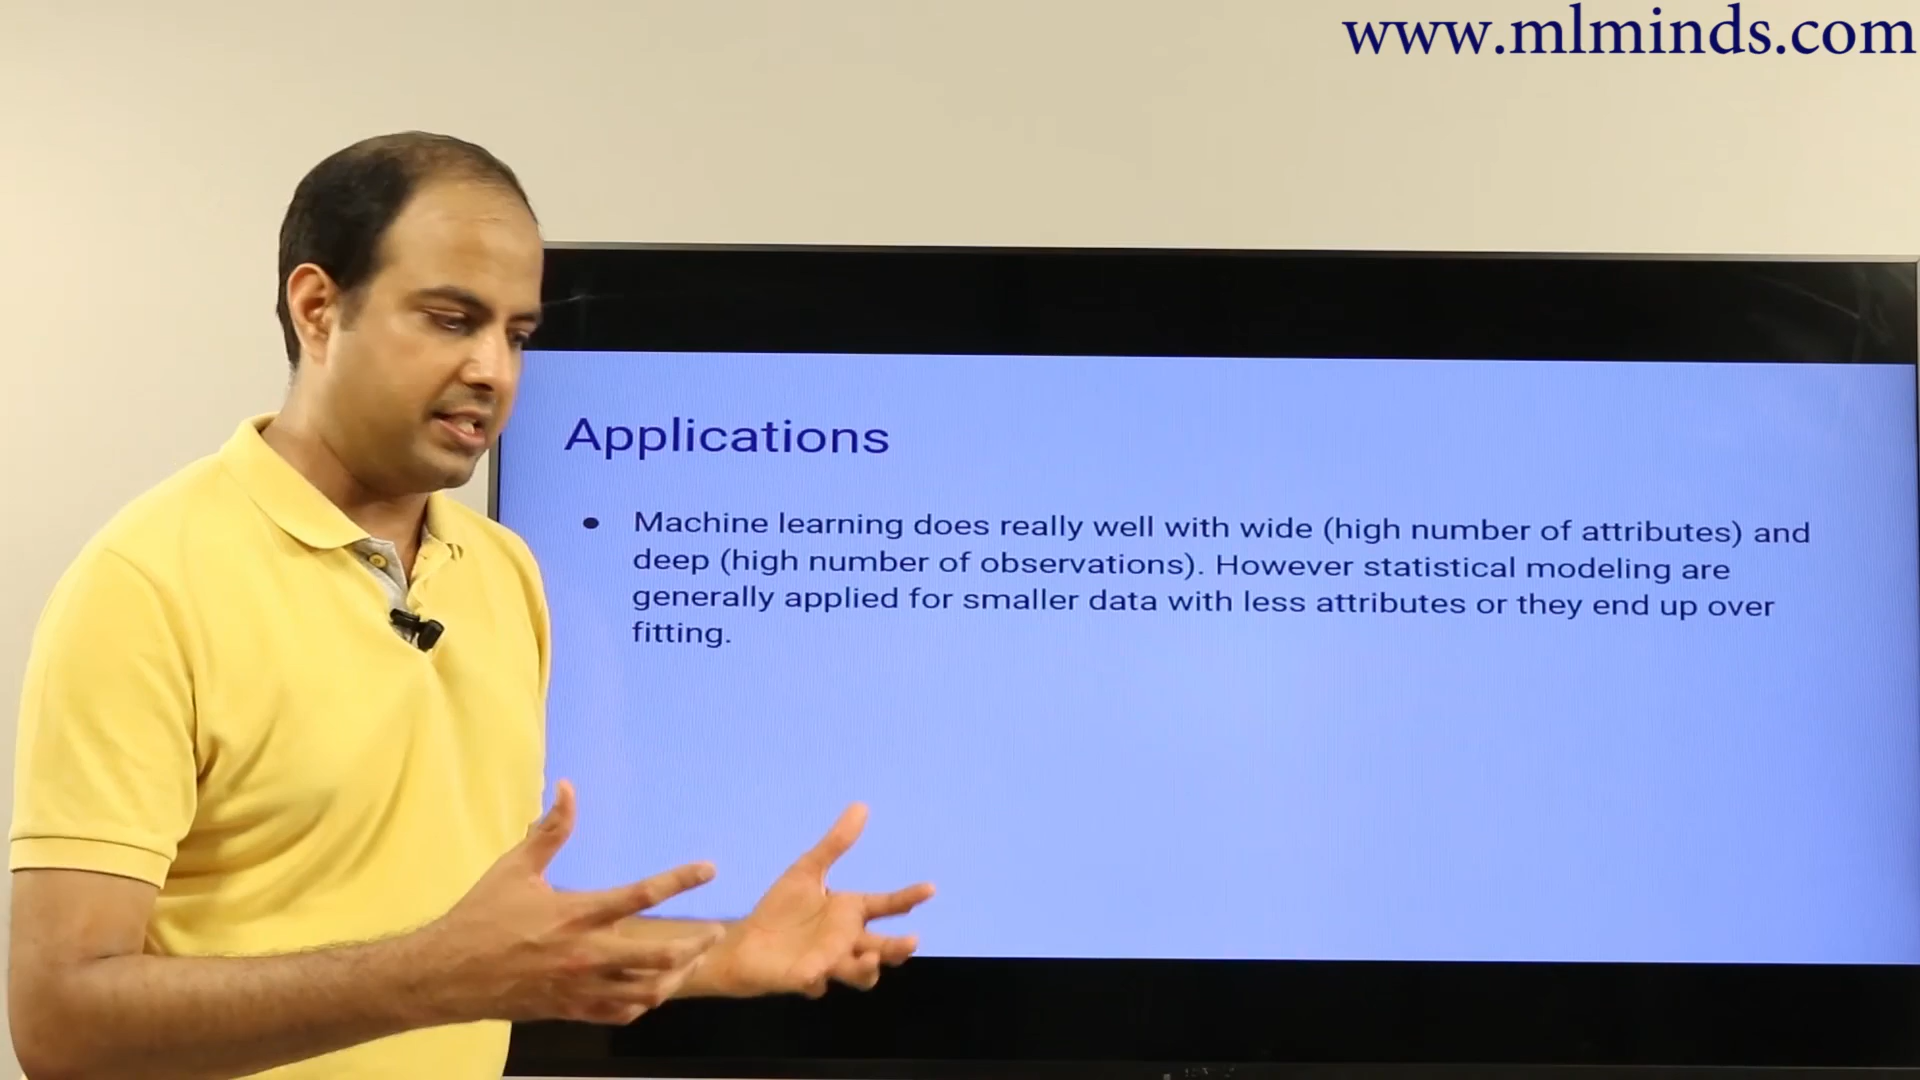 www.mlminds.com
Applications
● Machine learning does really well with wide (high number of attributes) and
deep (high number of observations). However statistical modeling are
generally applied for smaller data with less attributes or they end up over
fitting.